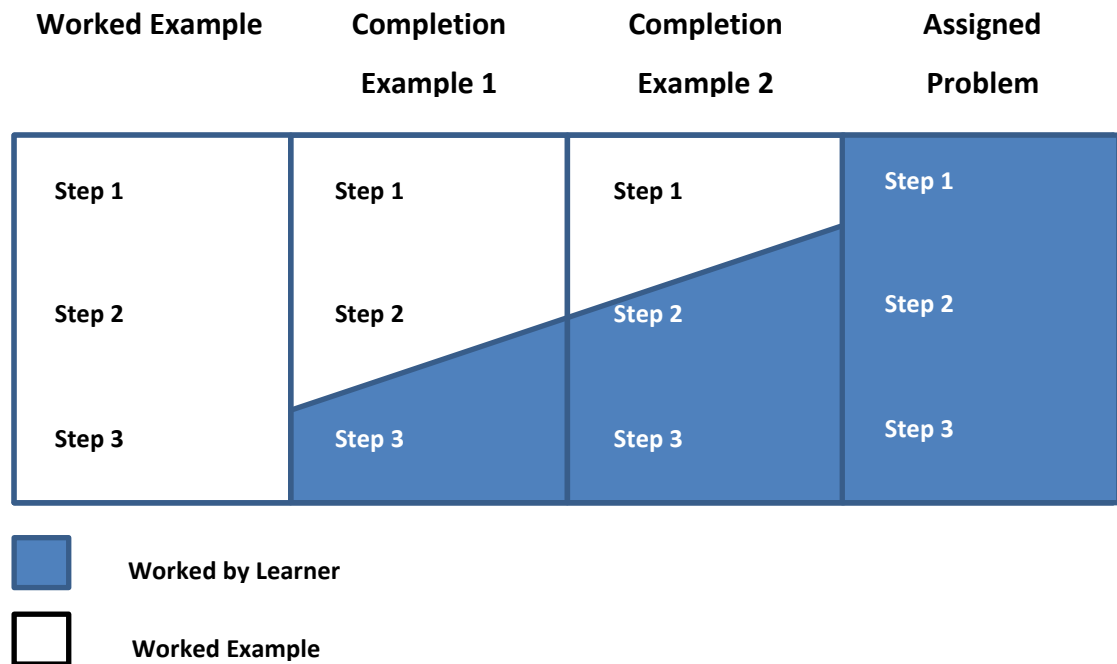 Worked Example
Completion
Example 1
Completion
Example 2
Assigned
Problem
Step 1
Step 2
Step 3
Step 1
Step 2
Step 3
Step 1
Step 2
Step 3
Step 1
Step 2
Step 3
Worked by Learner
Worked Example